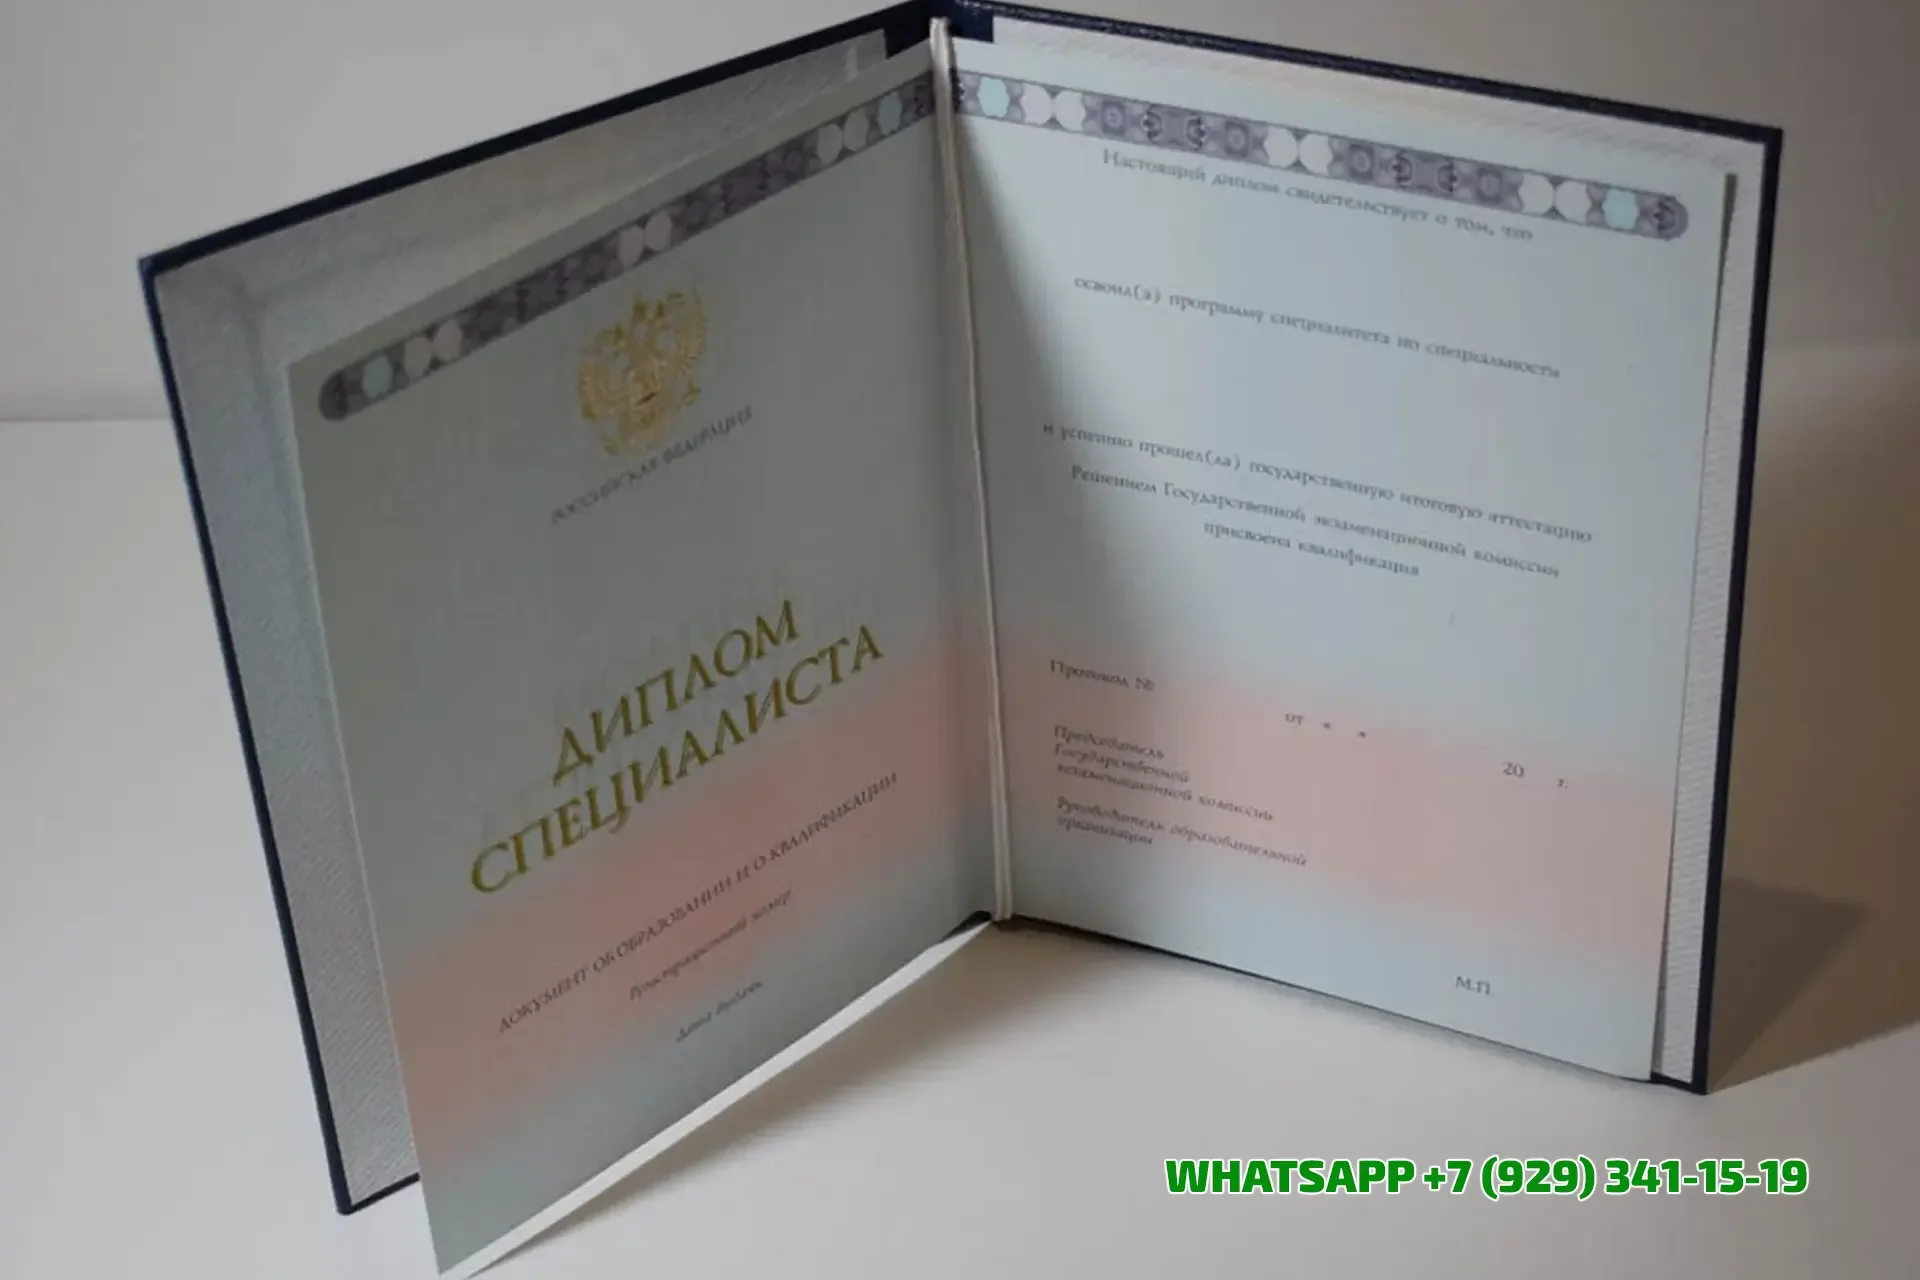 РОССИЙСКАЯ ФЕДЕРАЦИЯ
ДИПЛОМ
СПЕЦИАЛИСТА
ДОКУМЕНТ ОБ ОБРАЗОВАНИИ И О КВАЛИФИКАЦИИ
Регистрационный номер
Дата выдачи
Настоящий диплом свидетельствует о том, что
освоил(а) программу специалитета по специальности
и успешно прошел(ла) государственную итоговую аттестацию
Решением Государственной экзаменационной комиссии
присвоена квалификация
Протокол №
от « » 20 г.
Председатель
Государственной
экзаменационной комиссии
Руководитель образовательной
организации
М.П.
WHATSAPP +7 (929) 341-15-19